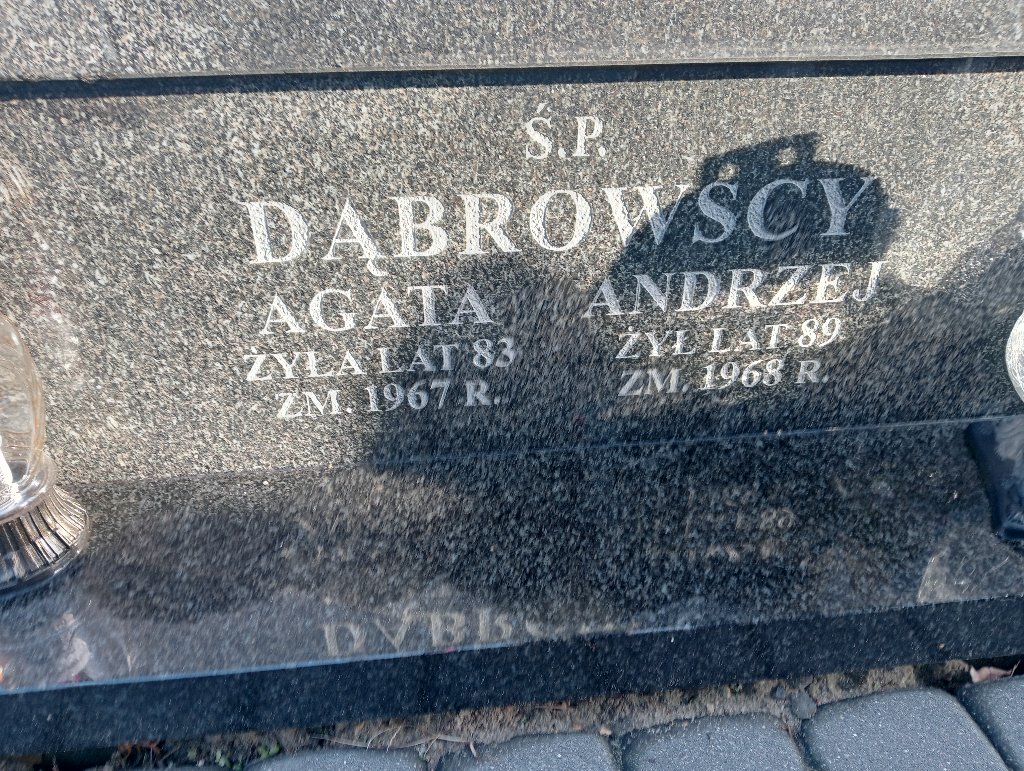 Ś.P.
DĄBROWSCY
AGATA ANDRZEJ
ŻYŁA LAT 83 ŻYŁ LAT 89
ZM. 1967 R. ZM. 1968 R.